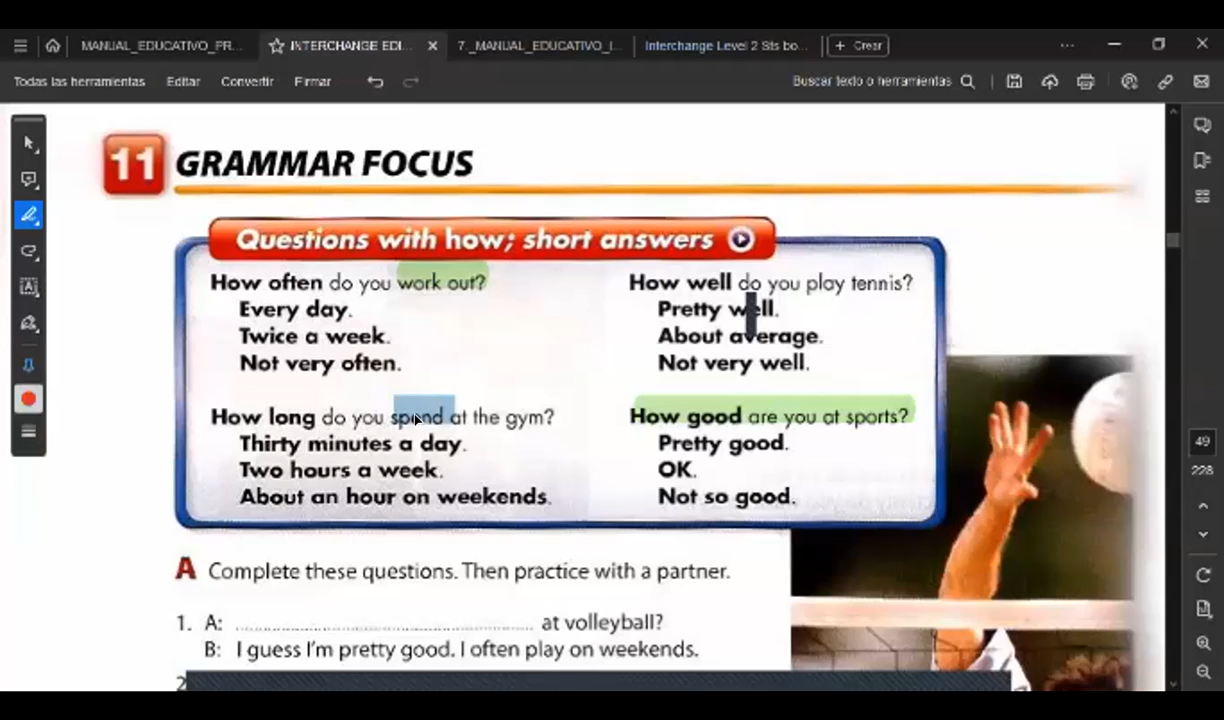 MANUAL_EDUCATIVO_PR...
INTERCHANGE EDI...
7._MANUAL_EDUCATIVO_I...
Interchange Level 2 Sts bo...
+ Crear
Todas las herramientas
Editar
Convertir
Firmar
Buscar texto o herramientas
11 GRAMMAR FOCUS
Questions with how; short answers
How often do you work out?
Every day.
Twice a week.
Not very often.
How long do you spend at the gym?
Thirty minutes a day.
Two hours a week.
About an hour on weekends.
How well do you play tennis?
Pretty well.
About average.
Not very well.
How good are you at sports?
Pretty good.
OK.
Not so good.
A Complete these questions. Then practice with a partner.
1. A: ............................................................ at volleyball?
B: I guess I'm pretty good. I often play on weekends.
2
49
228